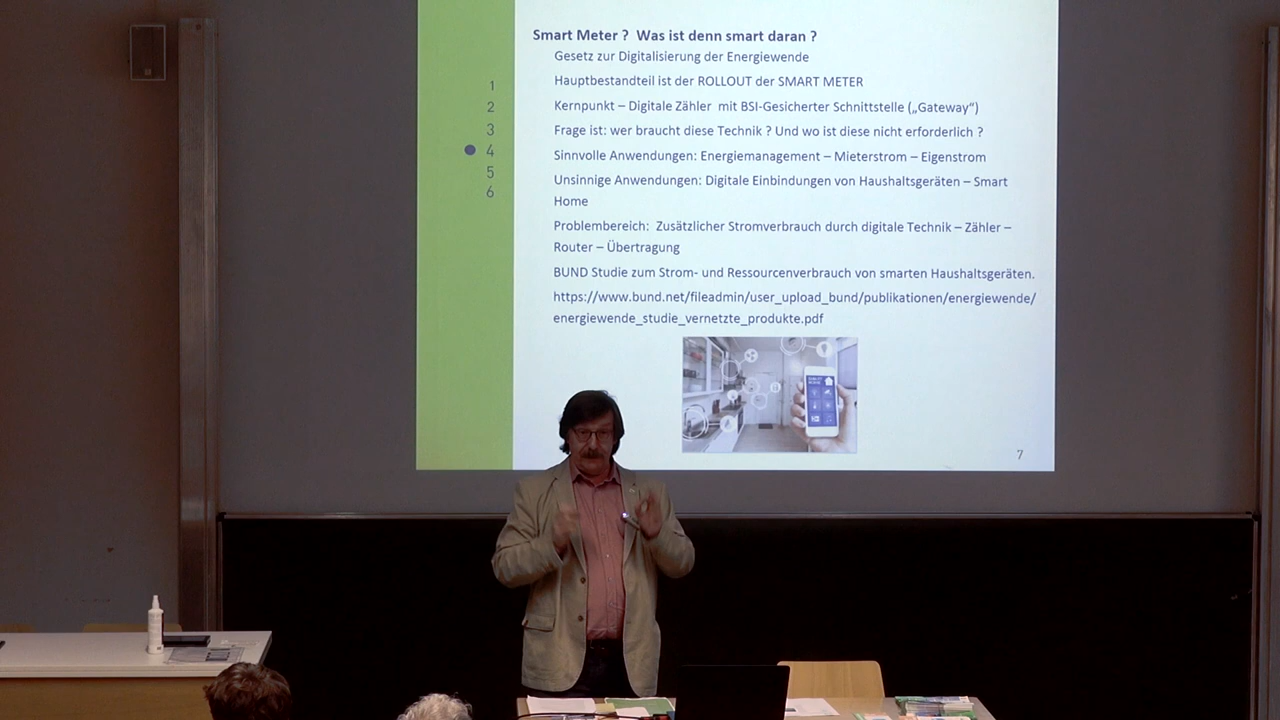 Smart Meter ? Was ist denn smart daran ?
Gesetz zur Digitalisierung der Energiewende
Hauptbestandteil ist der ROLLOUT der SMART METER
Kernpunkt – Digitale Zähler mit BSI-Gesicherter Schnittstelle („Gateway“)
Frage ist: wer braucht diese Technik ? Und wo ist diese nicht erforderlich ?
Sinnvolle Anwendungen: Energiemanagement – Mieterstrom – Eigenstrom
Unsinnige Anwendungen: Digitale Einbindungen von Haushaltsgeräten – Smart
Home
Problembereich: Zusätzlicher Stromverbrauch durch digitale Technik – Zähler –
Router – Übertragung
BUND Studie zum Strom- und Ressourcenverbrauch von smarten Haushaltsgeräten.
https://www.bund.net/fileadmin/user_upload_bund/publikationen/energiewende/
energiewende_studie_vernetzte_produkte.pdf
1
2
3
4
5
6
7